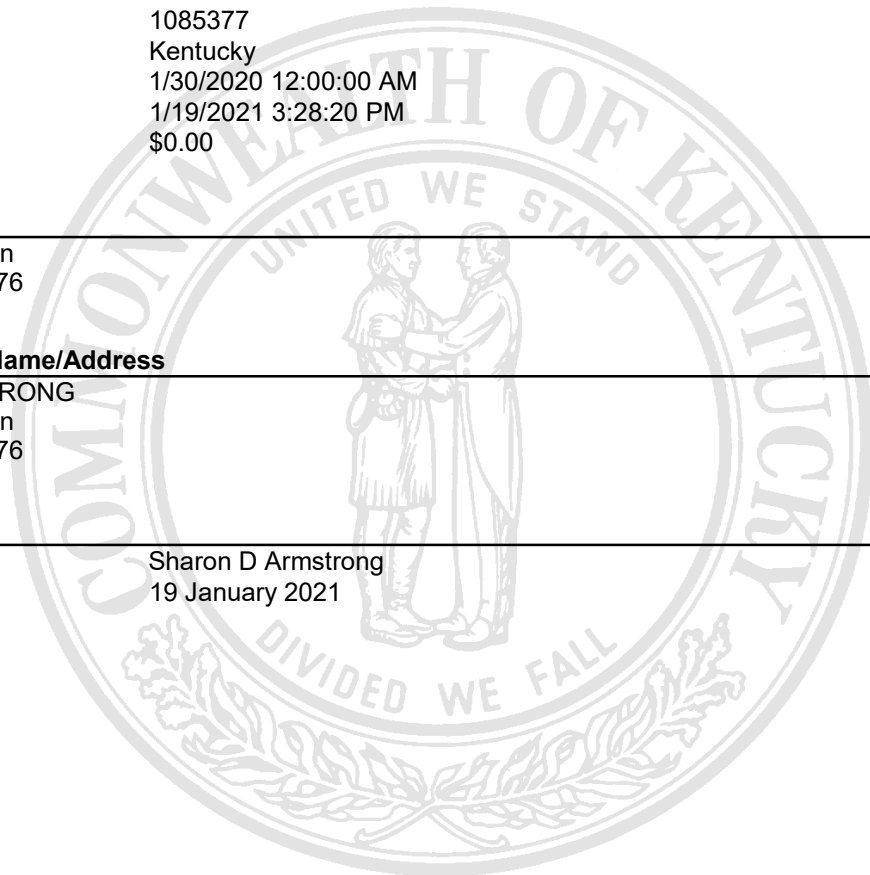 1085377
Kentucky
1/30/2020 12:00:00 AM
1/19/2021 3:28:20 PM
$0.00
COMMONWEALTH OF KENTUCKY
UNITED WE STAND
n
76
lame/Address
RONG
n
76
Sharon D Armstrong
19 January 2021
DIVIDED WE FALL